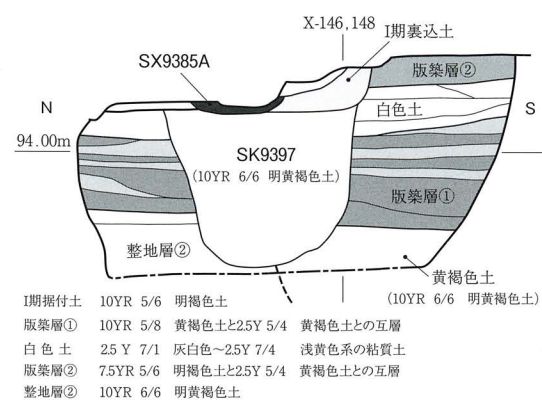 X-146,148
I期裏込土
SX9385A
版築層②
N
白色土
S
94.00m
SK9397
(10YR 6/6 明黄褐色土)
版築層①
整地層②
黄褐色土
(10YR 6/6 明黄褐色土)
I期据付土 10YR 5/6 明褐色土
版築層① 10YR 5/8 黄褐色土と2.5Y 5/4 黄褐色土との互層
白色土 2.5 Y 7/1 灰白色～2.5Y 7/4 浅黄色系の粘質土
版築層② 7.5YR 5/6 明褐色土と2.5Y 5/4 黄褐色土との互層
整地層② 10YR 6/6 明黄褐色土